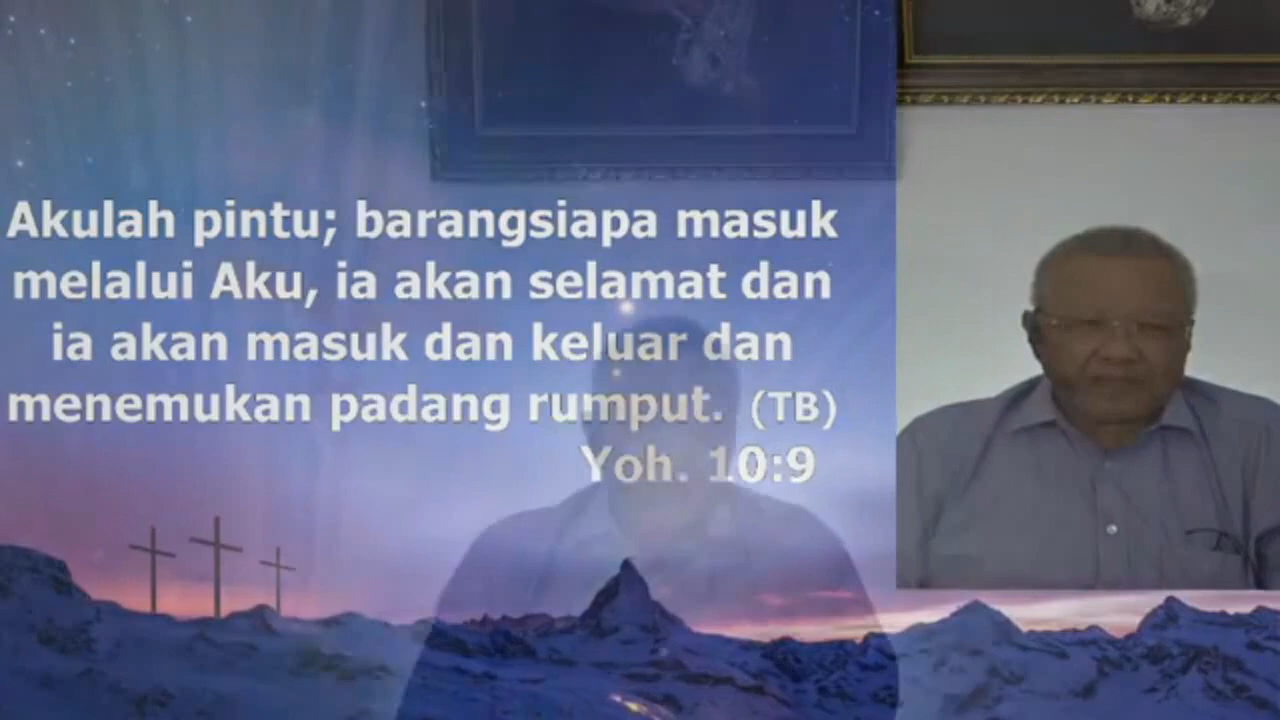 Akulah pintu; barangsiapa masuk
melalui Aku, ia akan selamat dan
ia akan masuk dan keluar dan
menemukan padang rumput. (TB)
Yoh. 10:9